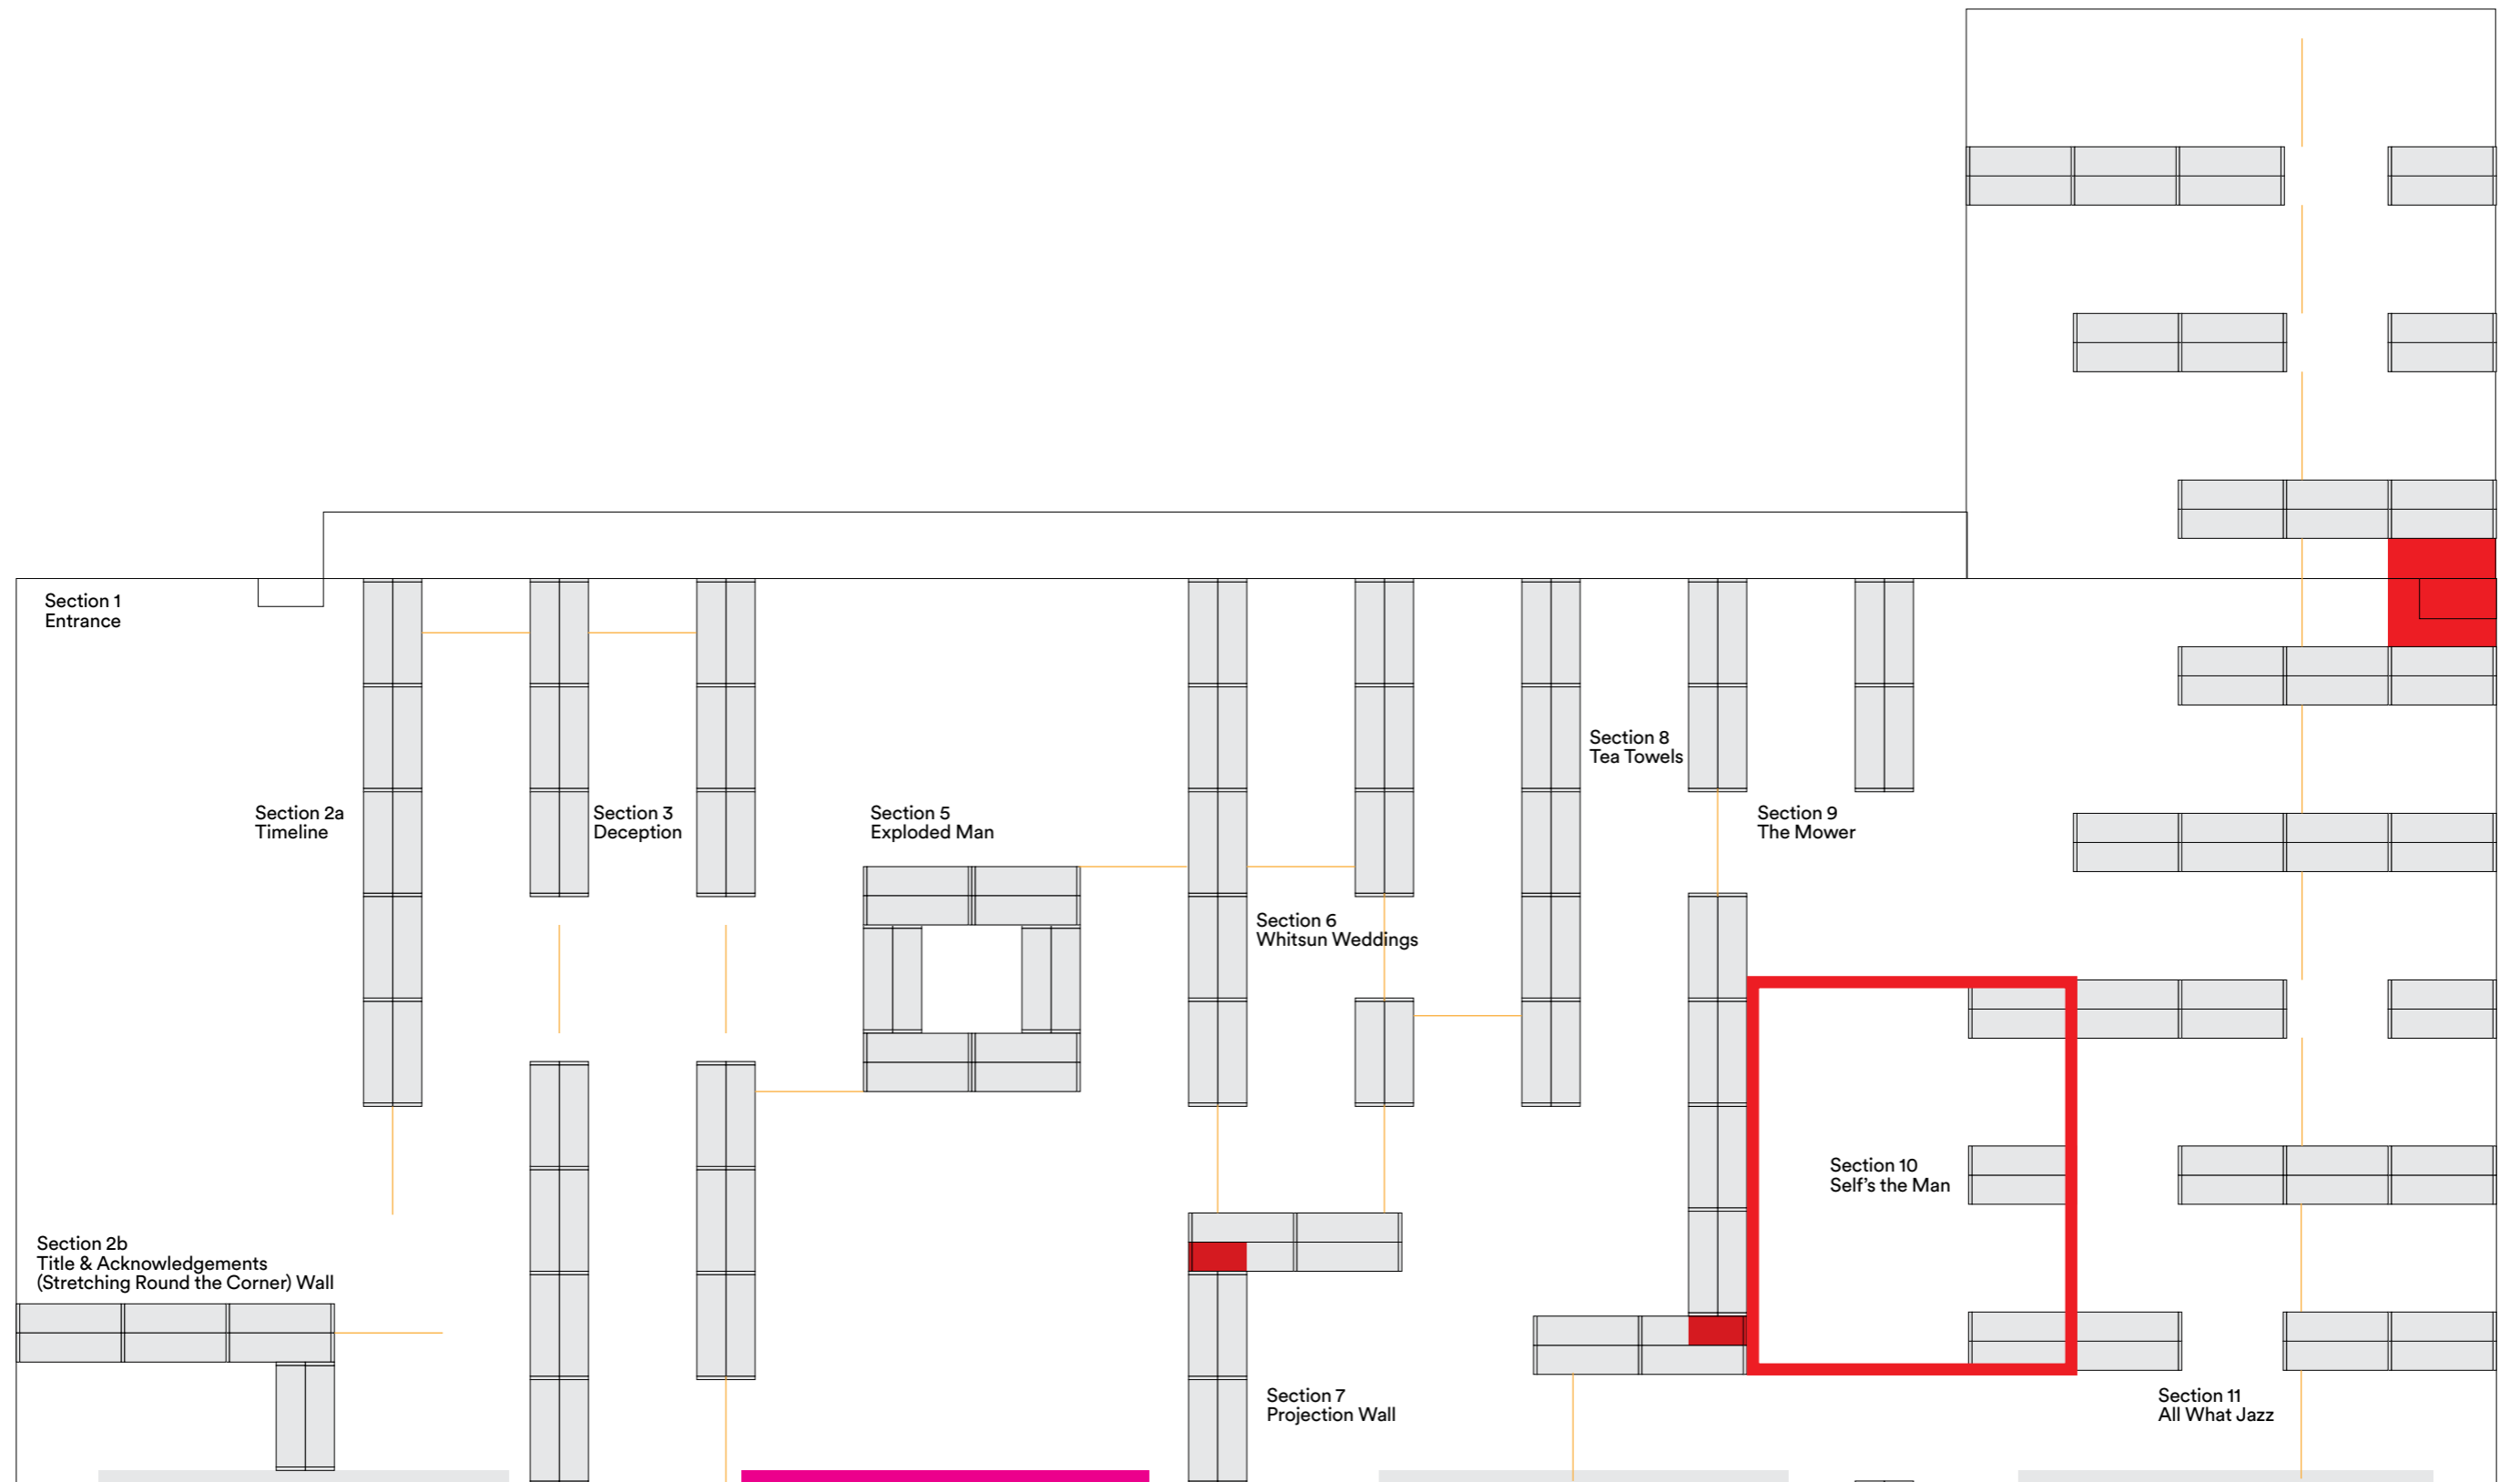 Section 1
Entrance
Section 2a
Timeline
Section 3
Deception
Section 5
Exploded Man
Section 6
Whitsun Weddings
Section 8
Tea Towels
Section 9
The Mower
Section 10
Self's the Man
Section 2b
Title & Acknowledgements
(Stretching Round the Corner) Wall
Section 7
Projection Wall
Section 11
All What Jazz